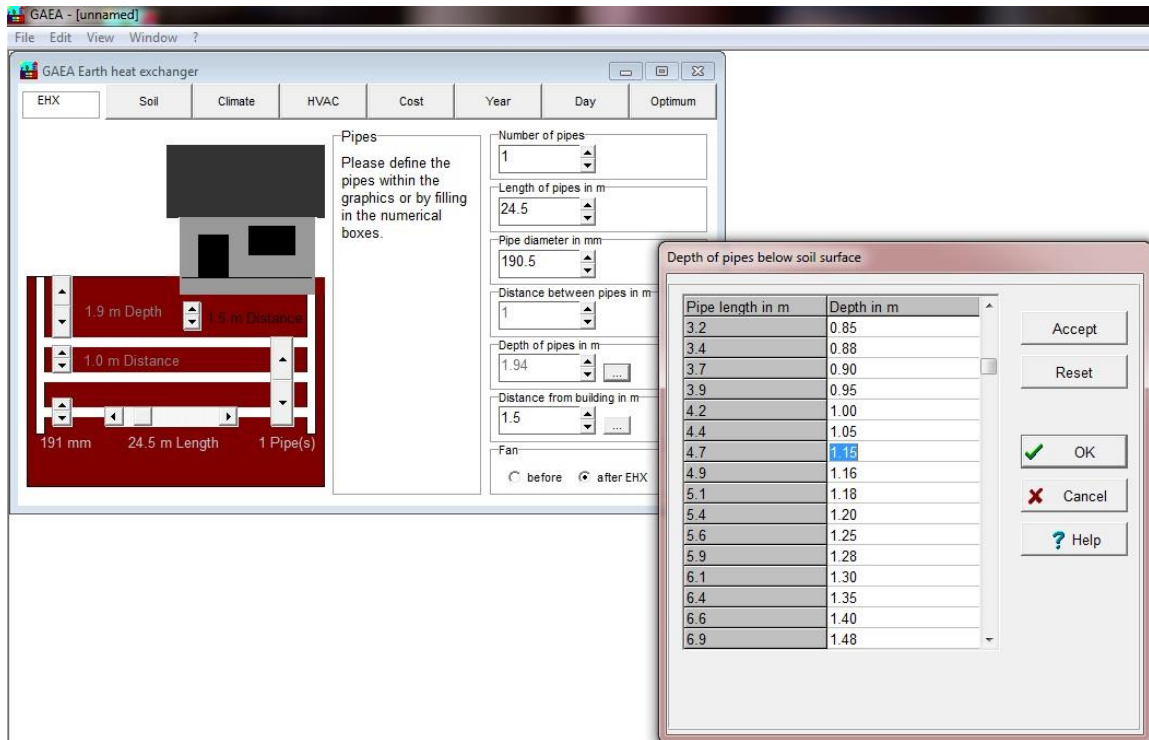 GAEA - [unnamed]
File Edit View Window ?
GAEA Earth heat exchanger
EHX Soil Climate HVAC Cost Year Day Optimum
Pipes
Please define the
pipes within the
graphics or by filling
in the numerical
boxes.
1.9 m Depth
1.5 m Distance
1.0 m Distance
191 mm 24.5 m Length 1 Pipe(s)
Number of pipes
1
Length of pipes in m
24.5
Pipe diameter in mm
190.5
Distance between pipes in m
1
Depth of pipes in m
1.94 ...
Distance from building in m
1.5 ...
Fan
before after EHX
Depth of pipes below soil surface
Pipe length in m Depth in m
3.2 0.85
3.4 0.88
3.7 0.90
3.9 0.95
4.2 1.00
4.4 1.05
4.7 1.15
4.9 1.16
5.1 1.18
5.4 1.20
5.6 1.25
5.9 1.28
6.1 1.30
6.4 1.35
6.6 1.40
6.9 1.48
Accept
Reset
OK
Cancel
? Help